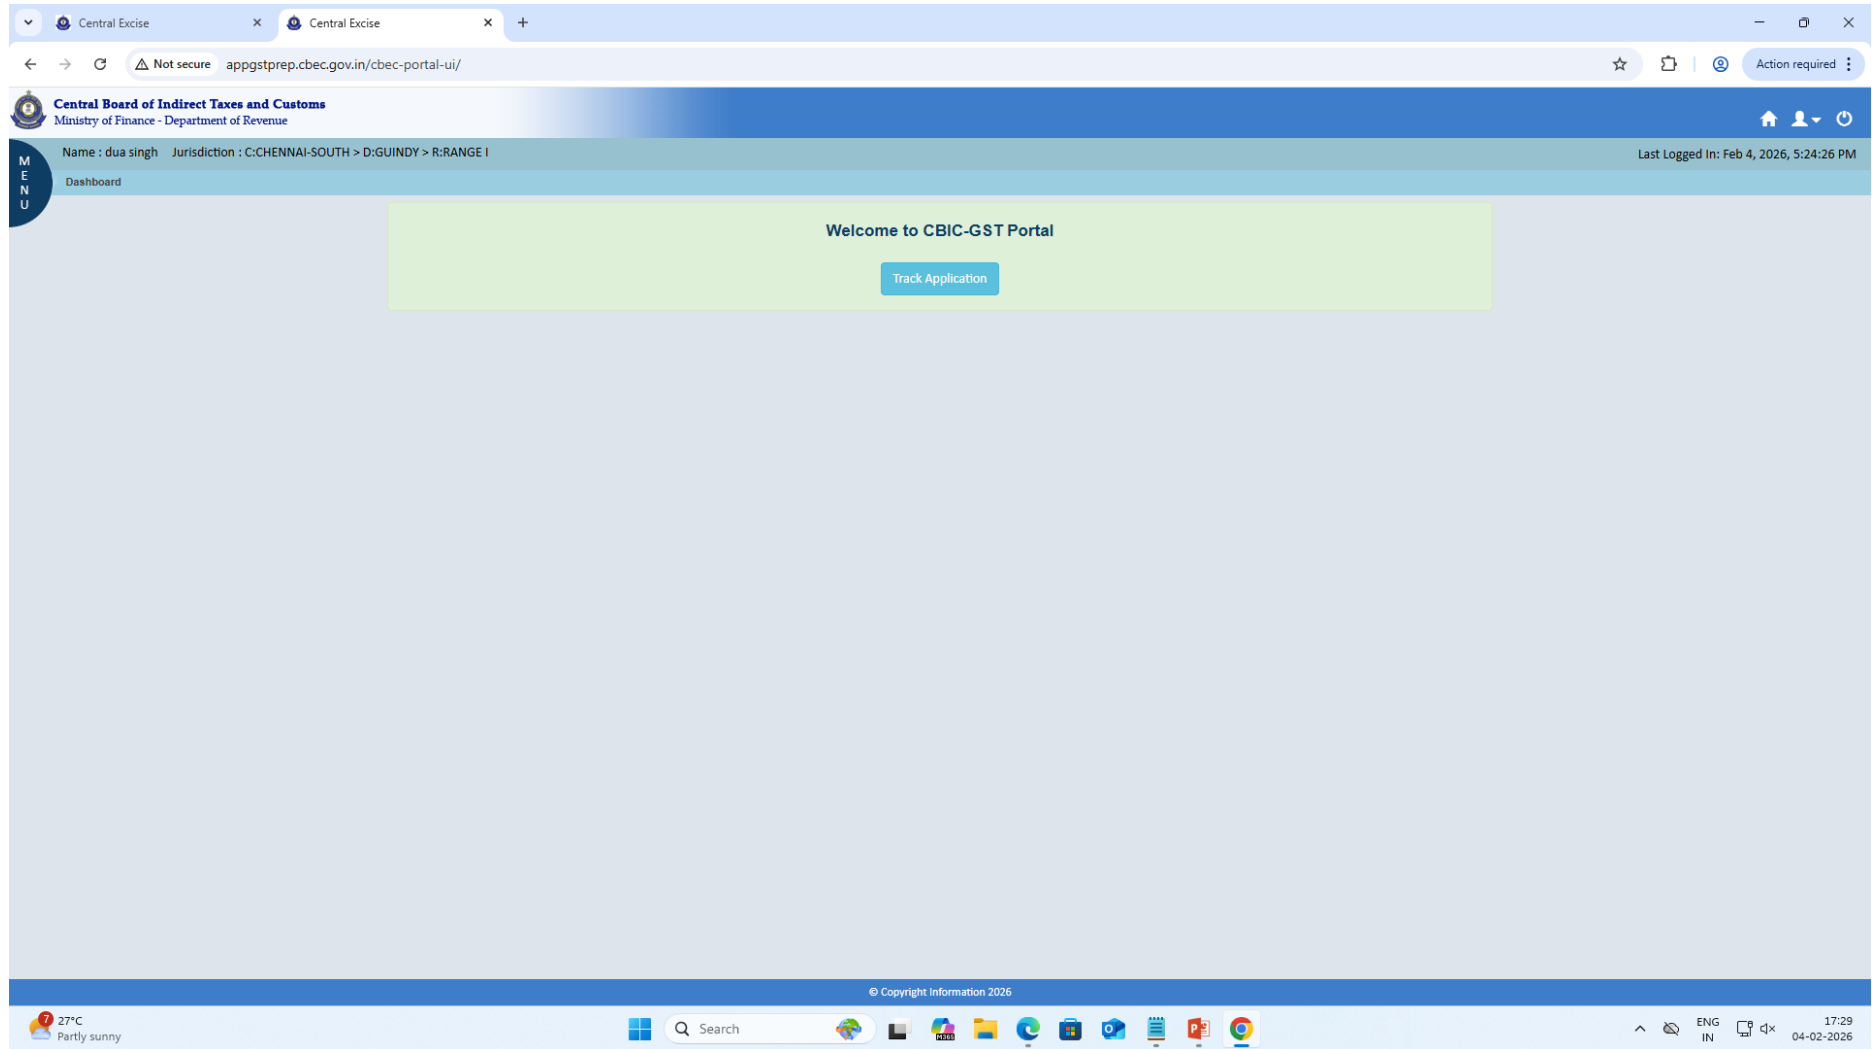 Central Excise
Central Excise
Not secure appgstprep.cbec.gov.in/cbec-portal-ui/
Action required
Central Board of Indirect Taxes and Customs
Ministry of Finance - Department of Revenue
MENU
Name : dua singh Jurisdiction : C:CHENNAI-SOUTH > D:GUINDY > R:RANGE I
Last Logged In: Feb 4, 2026, 5:24:26 PM
Dashboard
Welcome to CBIC-GST Portal
Track Application
© Copyright Information 2026
7
27°C
Partly sunny
Search
M365
ENG
IN
17:29
04-02-2026